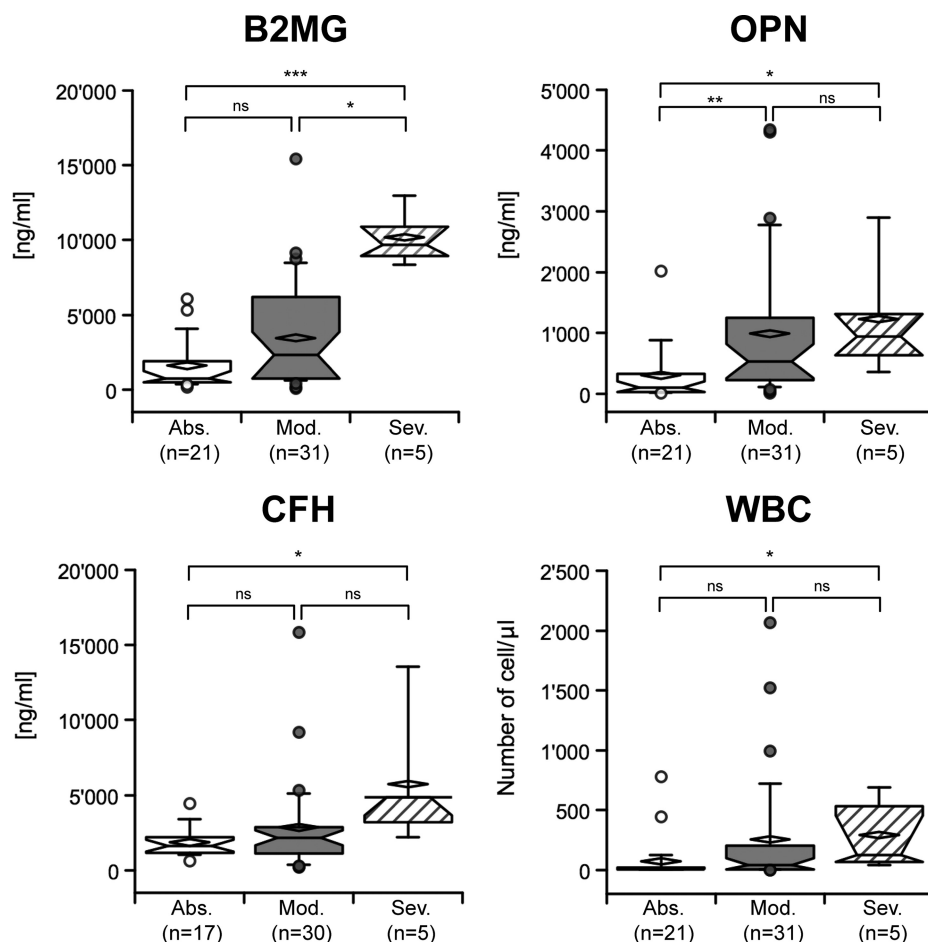 B2MG
20'000
15'000
10'000
5'000
0
[ng/ml]
***
ns
*
Abs.
(n=21)
Mod.
(n=31)
Sev.
(n=5)
OPN
5'000
4'000
3'000
2'000
1'000
0
[ng/ml]
*
**
ns
Abs.
(n=21)
Mod.
(n=31)
Sev.
(n=5)
CFH
20'000
15'000
10'000
5'000
0
[ng/ml]
*
ns
ns
Abs.
(n=17)
Mod.
(n=30)
Sev.
(n=5)
WBC
2'500
2'000
1'500
1'000
500
0
Number of cell/µl
*
ns
ns
Abs.
(n=21)
Mod.
(n=31)
Sev.
(n=5)